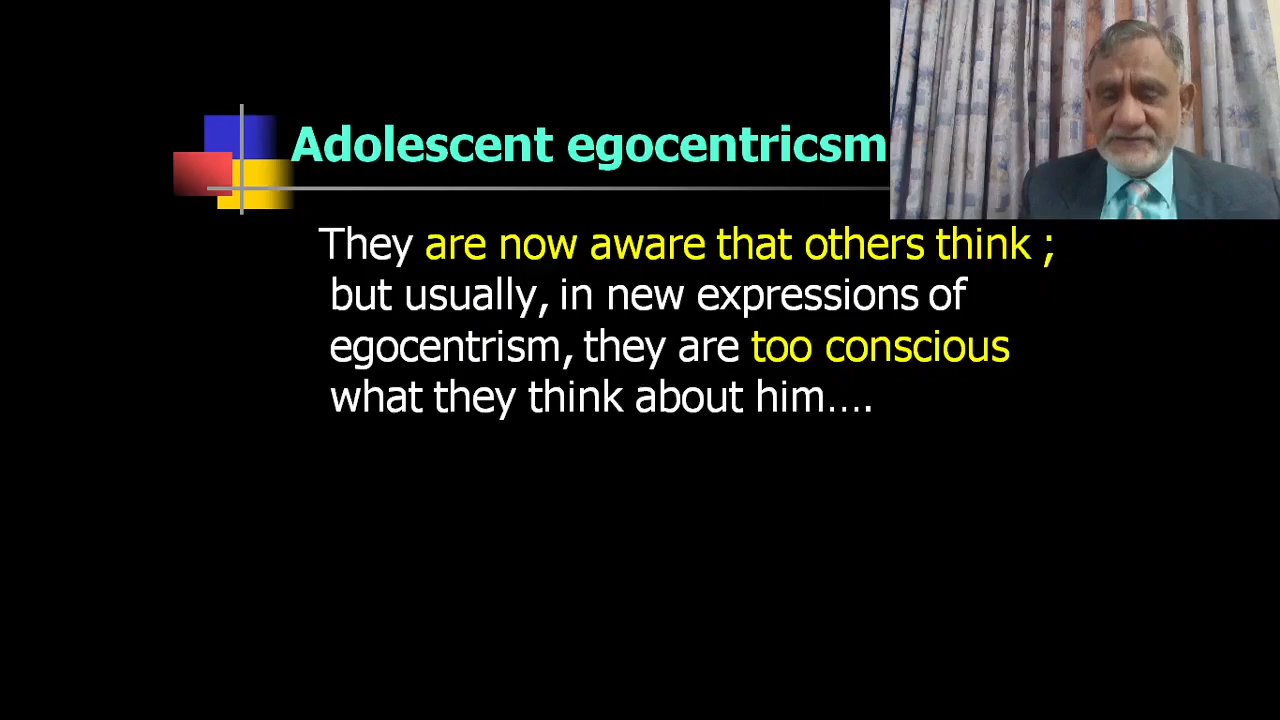 Adolescent egocentricsm
They are now aware that others think ;
but usually, in new expressions of
egocentrism, they are too conscious
what they think about him….